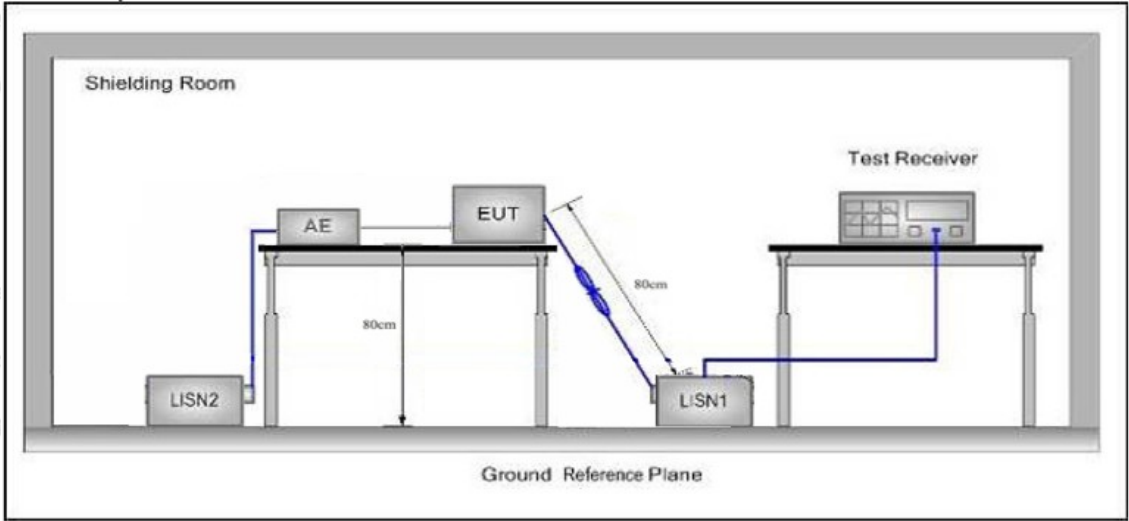 Shielding Room
Test Receiver
AE
EUT
80cm
80cm
LISN2
LISN1
Ground Reference Plane